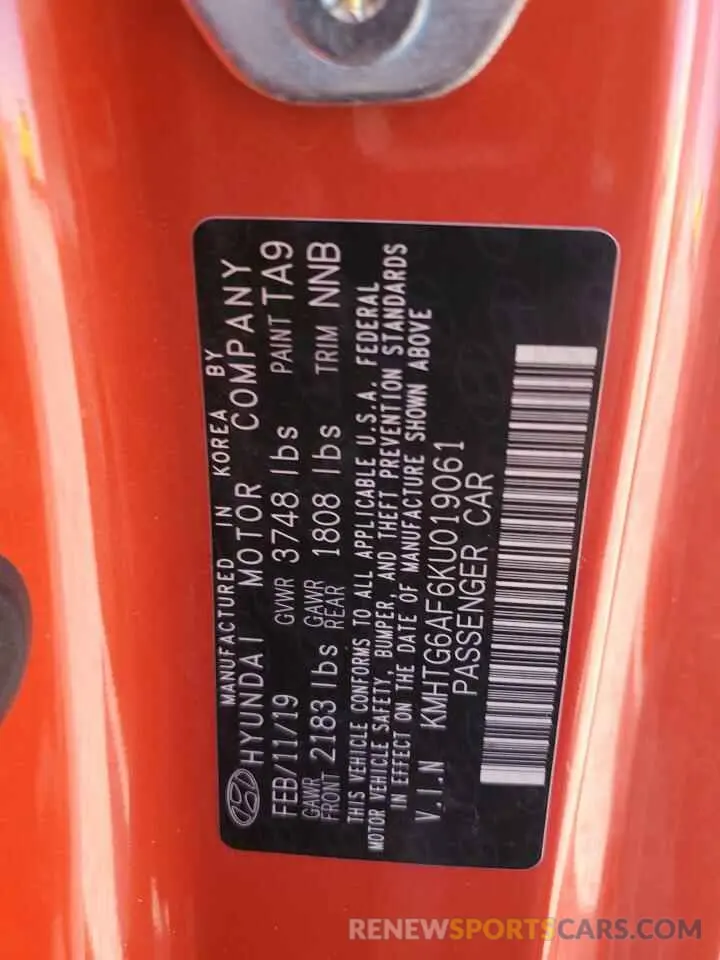 MANUFACTURED IN KOREA BY
HYUNDAI MOTOR COMPANY
FEB/11/19 GVWR 3748 lbs PAINT TA9
GAWR FRONT 2183 lbs GAWR REAR 1808 lbs TRIM NNB
THIS VEHICLE CONFORMS TO ALL APPLICABLE U.S.A. FEDERAL
MOTOR VEHICLE SAFETY, BUMPER, AND THEFT PREVENTION STANDARDS
IN EFFECT ON THE DATE OF MANUFACTURE SHOWN ABOVE
V.I.N KMHTG6AF6KU019061
PASSENGER CAR
RENEWSPORTSCARS.COM